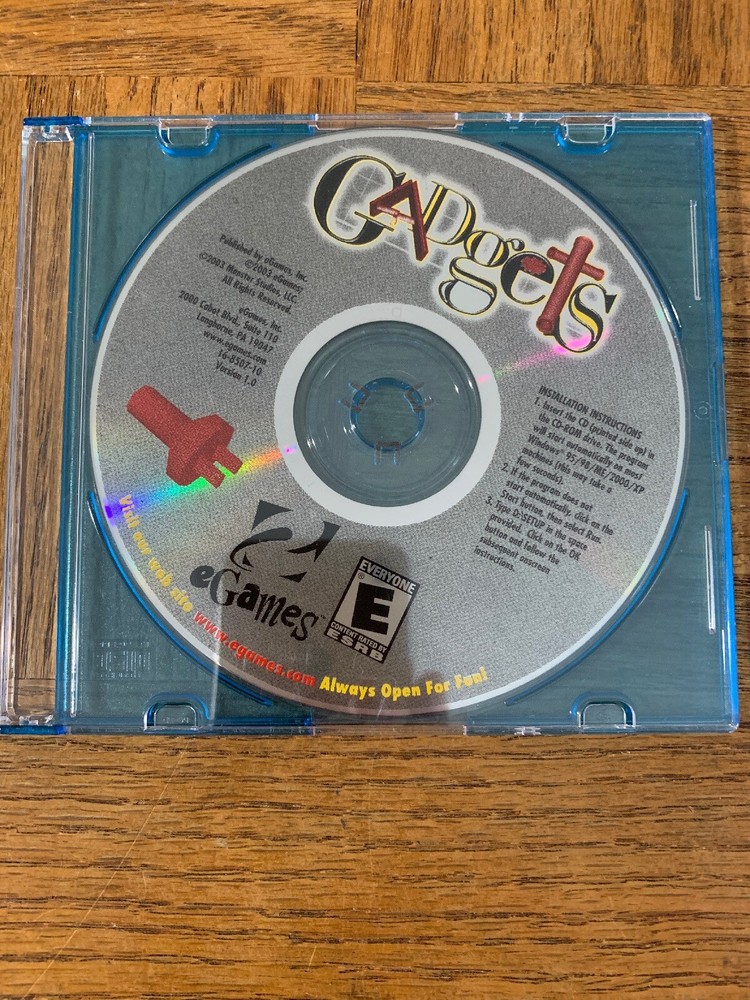 GADgets
Published by eGames, Inc.
©℗2003 eGames.
©2003 Monster Studios, LLC.
All Rights Reserved.
eGames, Inc.
2000 Cabot Blvd., Suite 110
Langhorne, PA 19047
www.egames.com
16-8507-10
Version 1.0
INSTALLATION INSTRUCTIONS
1. Insert the CD (printed side up) in
the CD-ROM drive. The program
will start automatically on most
Windows® 95/98/ME/2000/XP
machines (this may take a
few seconds).
2. If the program does not
start automatically, click on the
Start button, then select Run.
3. Type D:\SETUP in the space
provided. Click on the OK
button and follow the
subsequent onscreen
instructions.
eGames™
EVERYONE
E
®
CONTENT RATED BY
ESRB
Visit our web site www.egames.com Always Open For Fun!